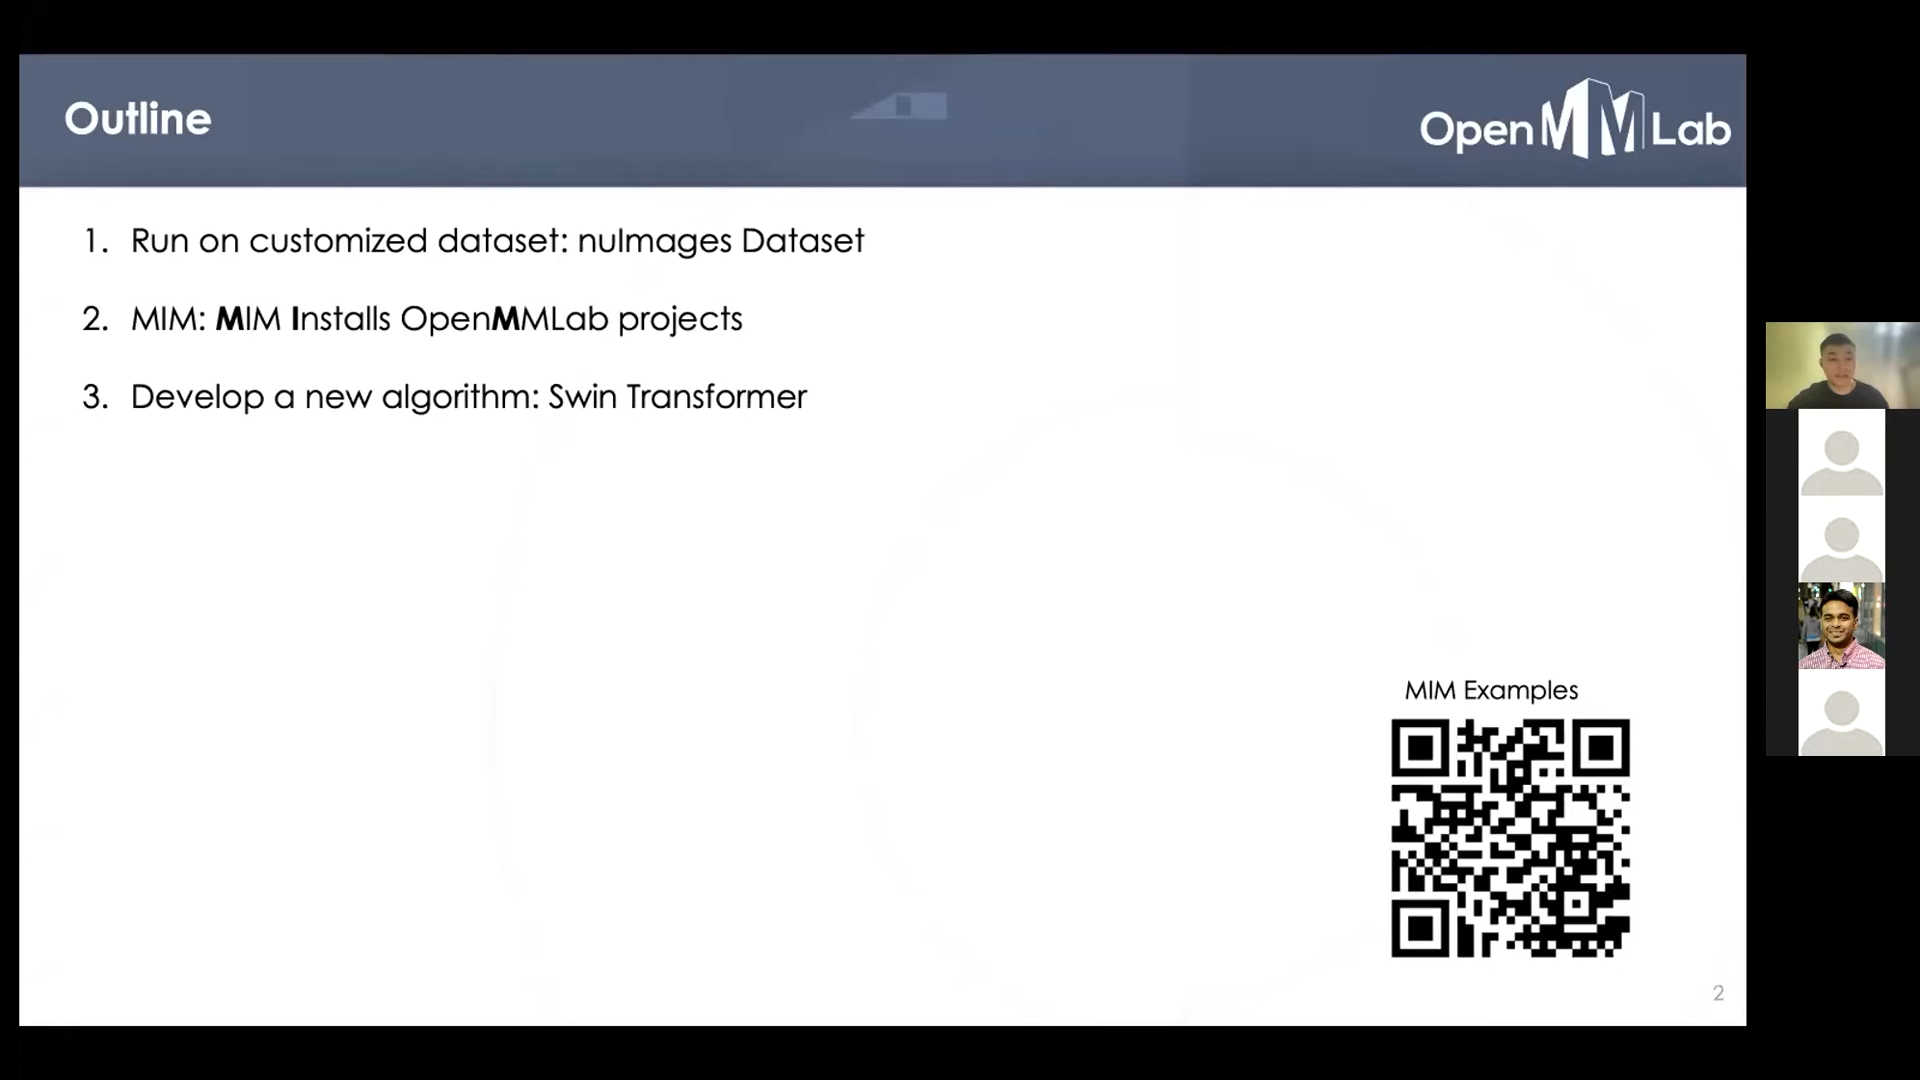 Outline
OpenMMLab
1. Run on customized dataset: nuImages Dataset
2. MIM: MIM Installs OpenMMLab projects
3. Develop a new algorithm: Swin Transformer
MIM Examples
2